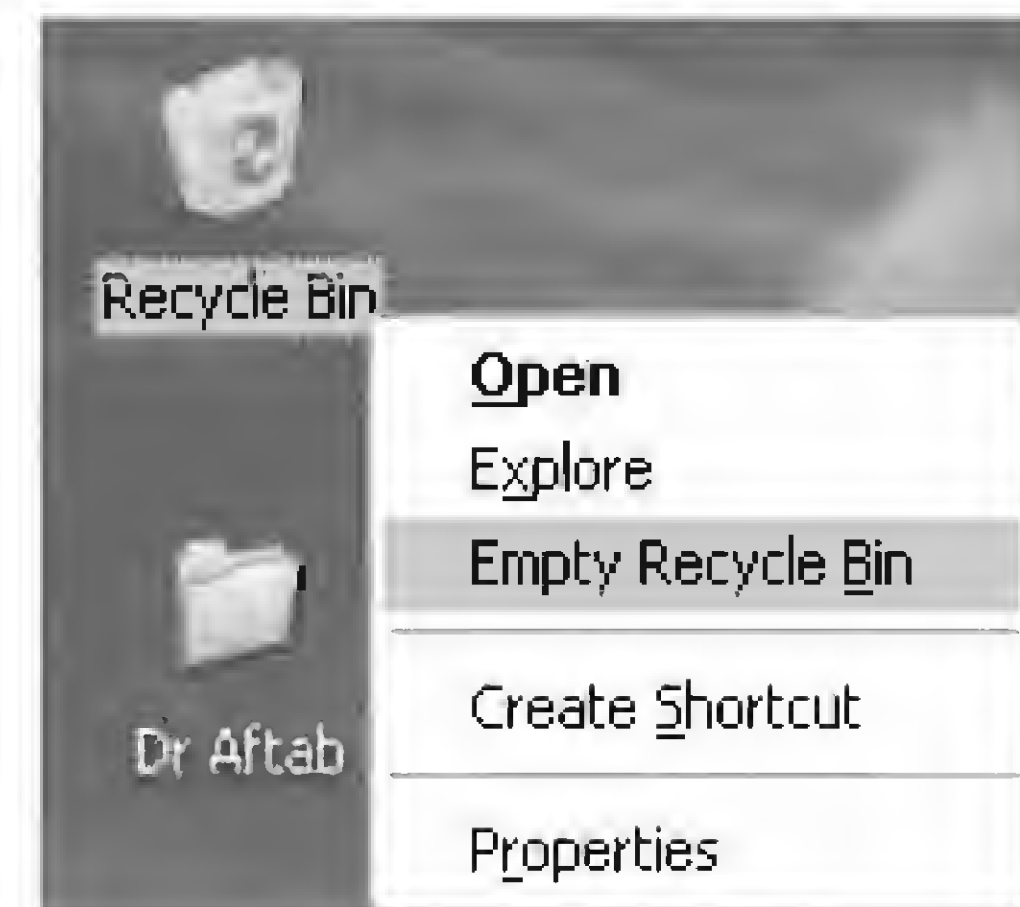 Recycle Bin
Open
Explore
Empty Recycle Bin
Create Shortcut
Dr Aftab
Properties